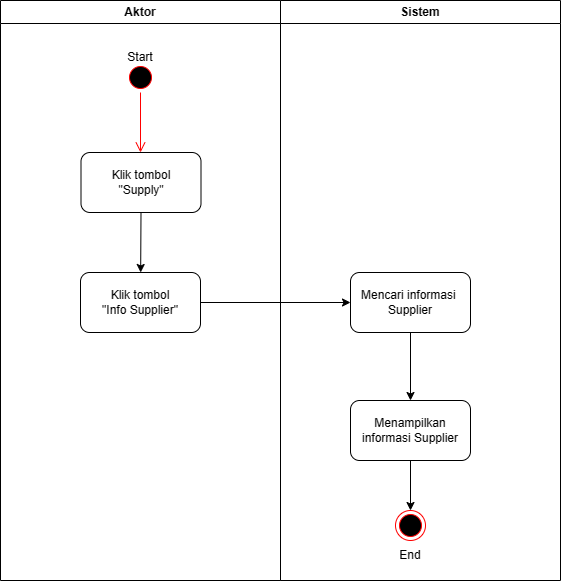 Aktor
Sistem
Start
Klik tombol
"Supply"
Klik tombol
"Info Supplier"
Mencari informasi
Supplier
Menampilkan
informasi Supplier
End